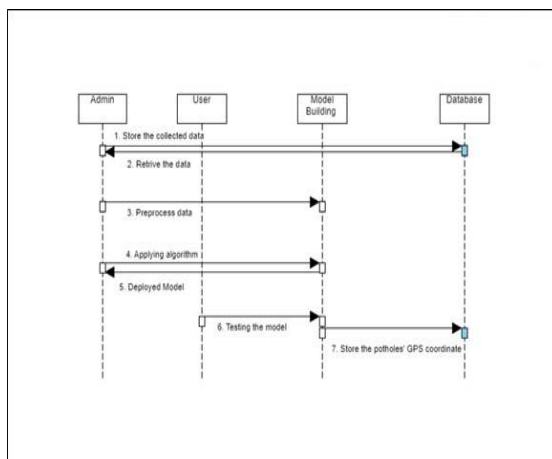 Admin
User
Model
Building
Database
1. Store the collected data
2. Retrive the data
3. Preprocess data
4. Applying algorithm
5. Deployed Model
6. Testing the model
7. Store the potholes' GPS coordinate